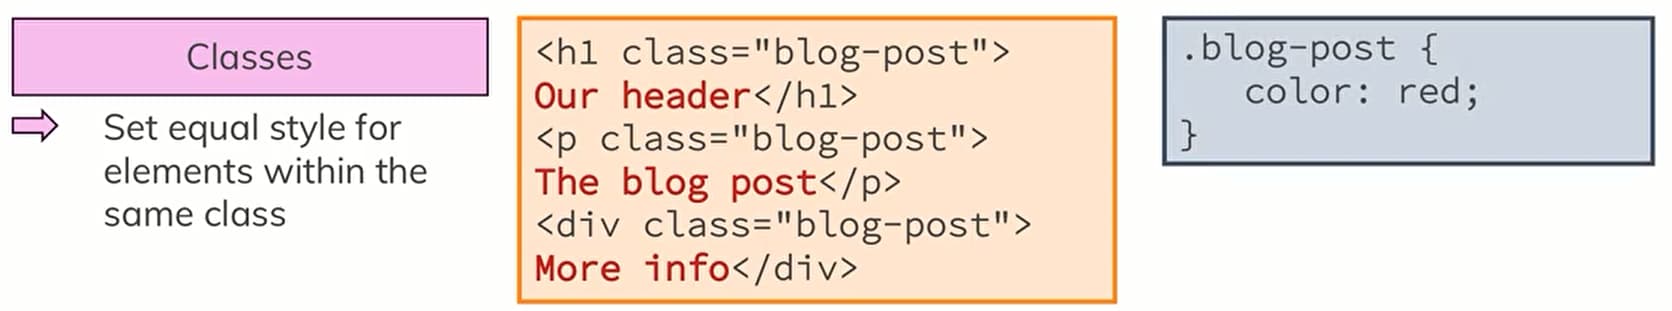 Classes
Set equal style for
elements within the
same class
<h1 class="blog-post">
Our header</h1>
<p class="blog-post">
The blog post</p>
<div class="blog-post">
More info</div>
.blog-post {
color: red;
}